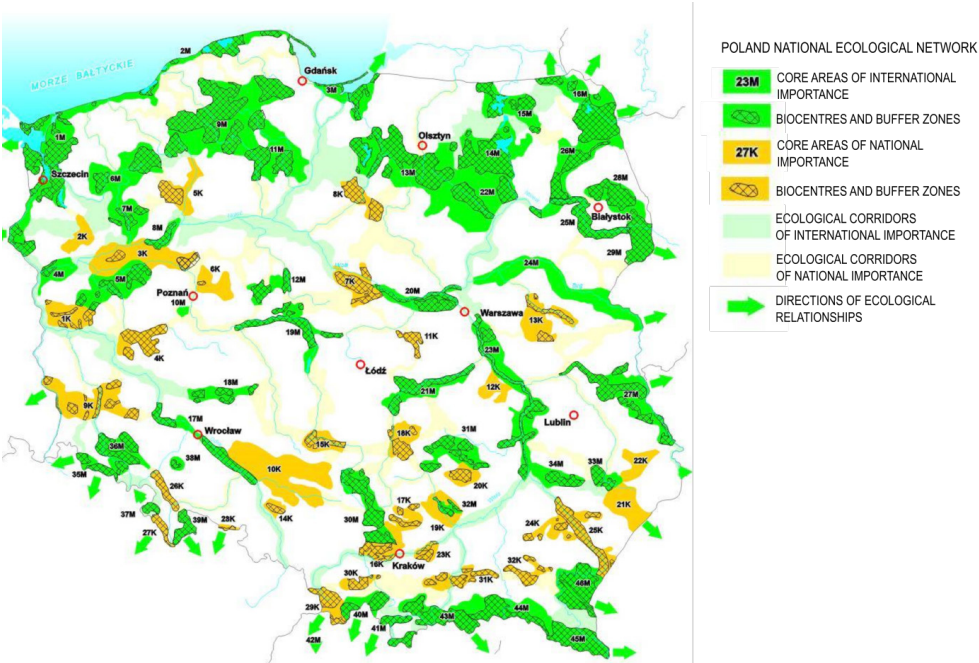 POLAND NATIONAL ECOLOGICAL NETWORK
23M CORE AREAS OF INTERNATIONAL
IMPORTANCE
BIOCENTRES AND BUFFER ZONES
27K CORE AREAS OF NATIONAL
IMPORTANCE
BIOCENTRES AND BUFFER ZONES
ECOLOGICAL CORRIDORS
OF INTERNATIONAL IMPORTANCE
ECOLOGICAL CORRIDORS
OF NATIONAL IMPORTANCE
DIRECTIONS OF ECOLOGICAL
RELATIONSHIPS
MORZE BAŁTYCKIE
2M
Gdańsk
3M
16M
15M
1M
9M
Olsztyn
14M
26M
11M
Szczecin
6M
13M
28M
5K
8K
22M
7M
Białystok
8M
25M
2K
3K
29M
24M
4M
5M
6K
12M
7K
20M
Poznań
10M
1K
Warszawa
13K
19M
11K
4K
23M
Łódź
12K
18M
21M
27M
9K
17M
Lublin
Wrocław
31M
15K
18K
36M
38M
10K
34M
33M
22K
35M
20K
26K
17K
32M
21K
37M
39M
28K
14K
30M
19K
24K
25K
27K
16K
Kraków
23K
32K
30K
31K
46M
29K
40M
43M
44M
41M
42M
45M